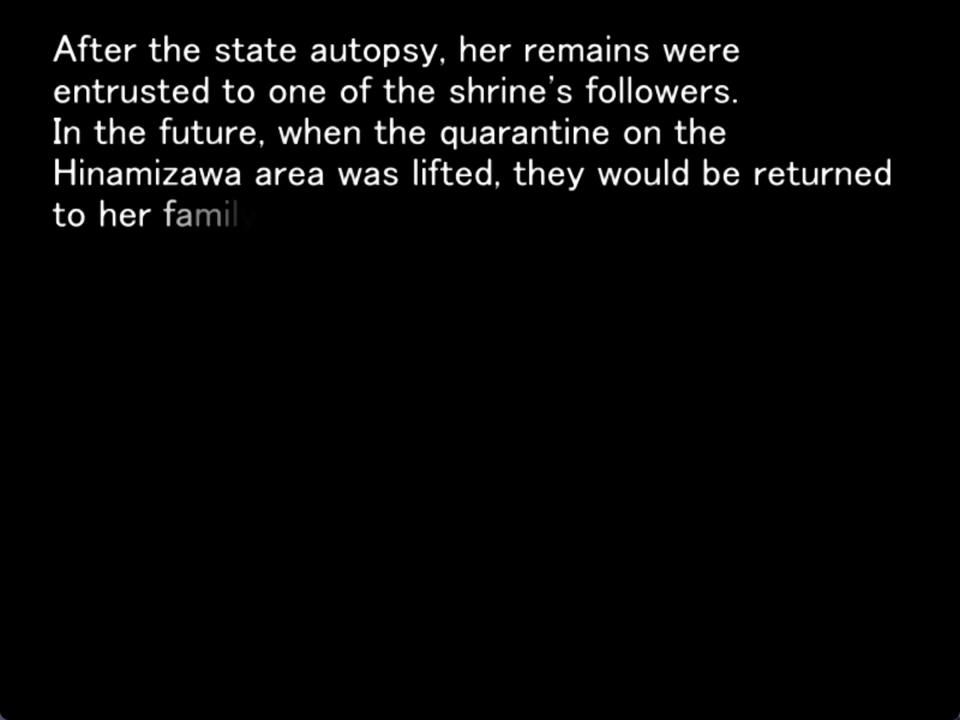 After the state autopsy, her remains were
entrusted to one of the shrine's followers.
In the future, when the quarantine on the
Hinamizawa area was lifted, they would be returned
to her family